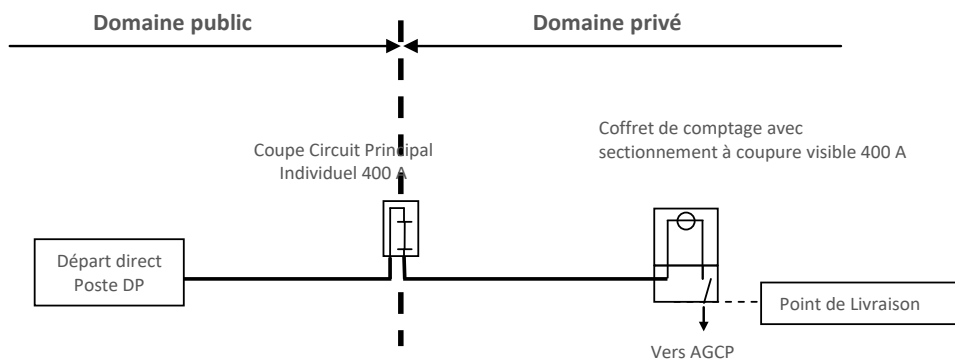 Domaine public
Domaine privé
Coupe Circuit Principal
Individuel 400 A
Coffret de comptage avec
sectionnement à coupure visible 400 A
Départ direct
Poste DP
Point de Livraison
Vers AGCP